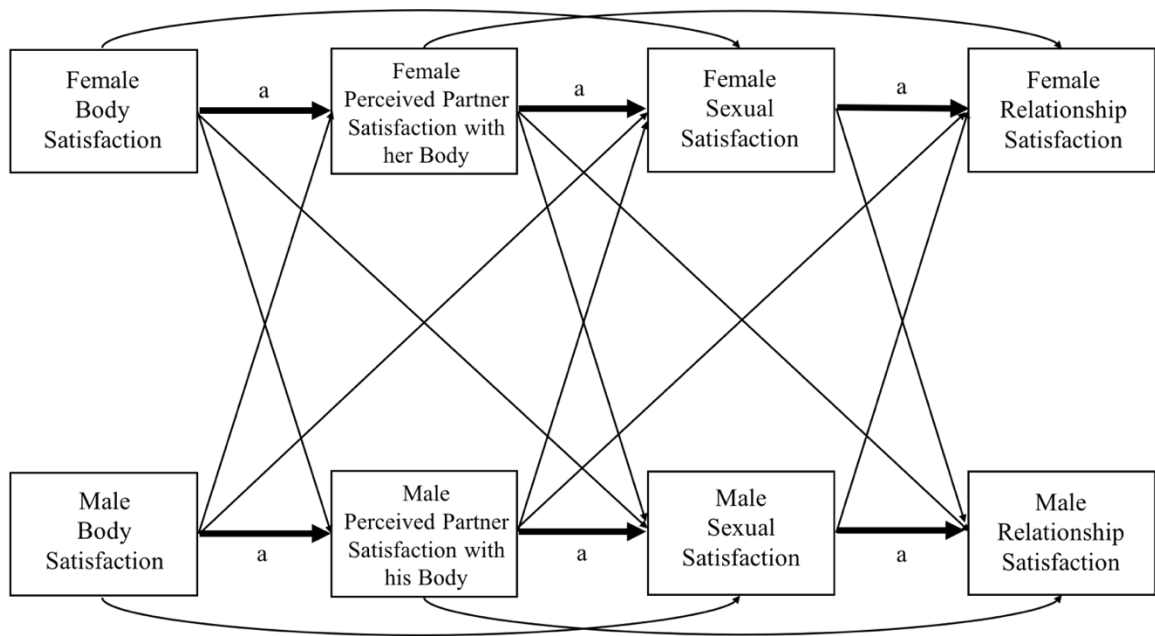 Female
Body
Satisfaction
a
Female
Perceived Partner
Satisfaction with
her Body
a
Female
Sexual
Satisfaction
a
Female
Relationship
Satisfaction
Male
Body
Satisfaction
a
Male
Perceived Partner
Satisfaction with
his Body
a
Male
Sexual
Satisfaction
a
Male
Relationship
Satisfaction